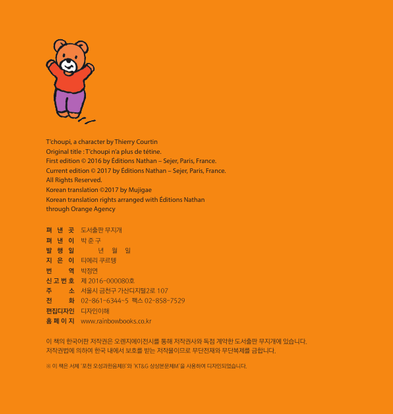 T'choupi, a character by Thierry Courtin
Original title : T'choupi n'a plus de tétine.
First edition © 2016 by Éditions Nathan – Sejer, Paris, France.
Current edition © 2017 by Éditions Nathan – Sejer, Paris, France.
All Rights Reserved.
Korean translation ©2017 by Mujigae
Korean translation rights arranged with Éditions Nathan
through Orange Agency
펴 낸 곳 도서출판 무지개
펴 낸 이 박 준 구
발 행 일 년 월 일
지 은 이 티에리 쿠르탱
번 역 박정연
신 고 번 호 제 2016-000080호
주 소 서울시 금천구 가산디지털2로 107
전 화 02-861-6344~5 팩스 02-858-7529
편집디자인 디자인이래
홈 페 이 지 www.rainbowbooks.co.kr
이 책의 한국어판 저작권은 오렌지에이전시를 통해 저작권사와 독점 계약한 도서출판 무지개에 있습니다.
저작권법에 의하여 한국 내에서 보호를 받는 저작물이므로 무단전재와 무단복제를 금합니다.
※ 이 책은 서체 '포천 오성과한음체B'와 'KT&G 상상본문체M'을 사용하여 디자인되었습니다.